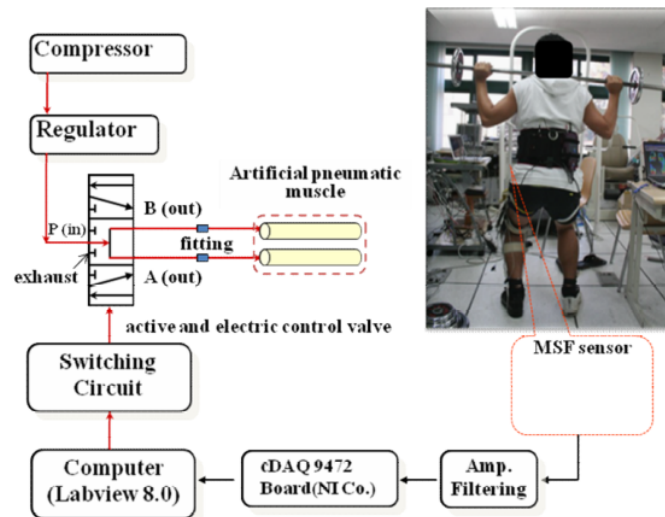 Compressor
Regulator
Artificial pneumatic
muscle
B (out)
P (in)
fitting
exhaust
A (out)
active and electric control valve
MSF sensor
Switching
Circuit
Computer
(Labview 8.0)
cDAQ 9472
Board(NI Co.)
Amp.
Filtering